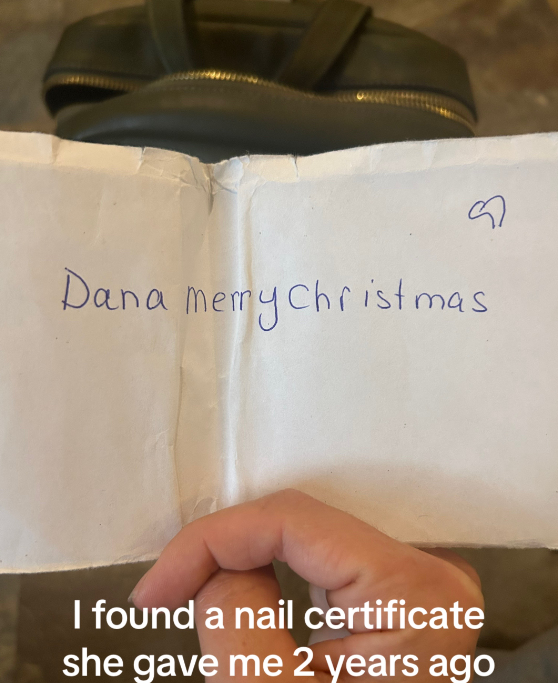 Dana merry Christmas
I found a nail certificate
she gave me 2 years ago